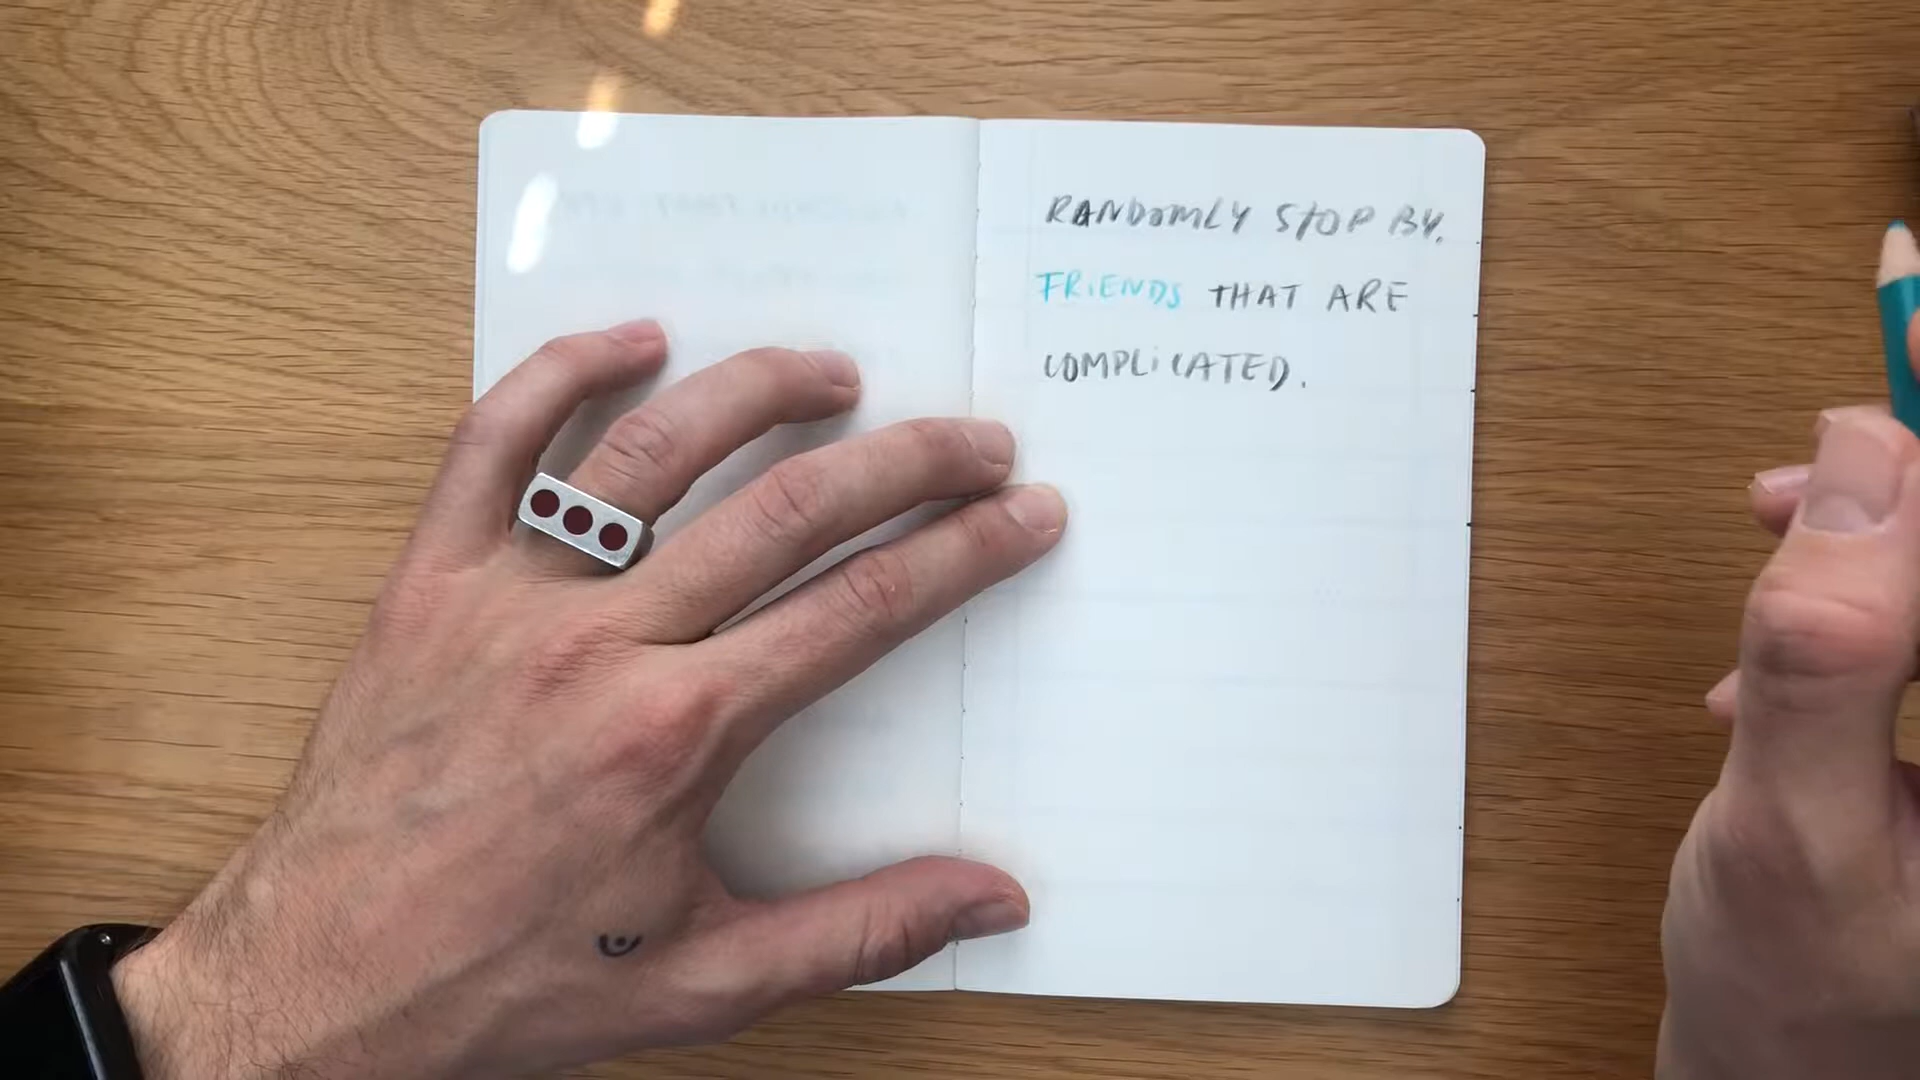 RANDOMLY STOP BY.
FRiENDS THAT ARE
COMPLiCATED.